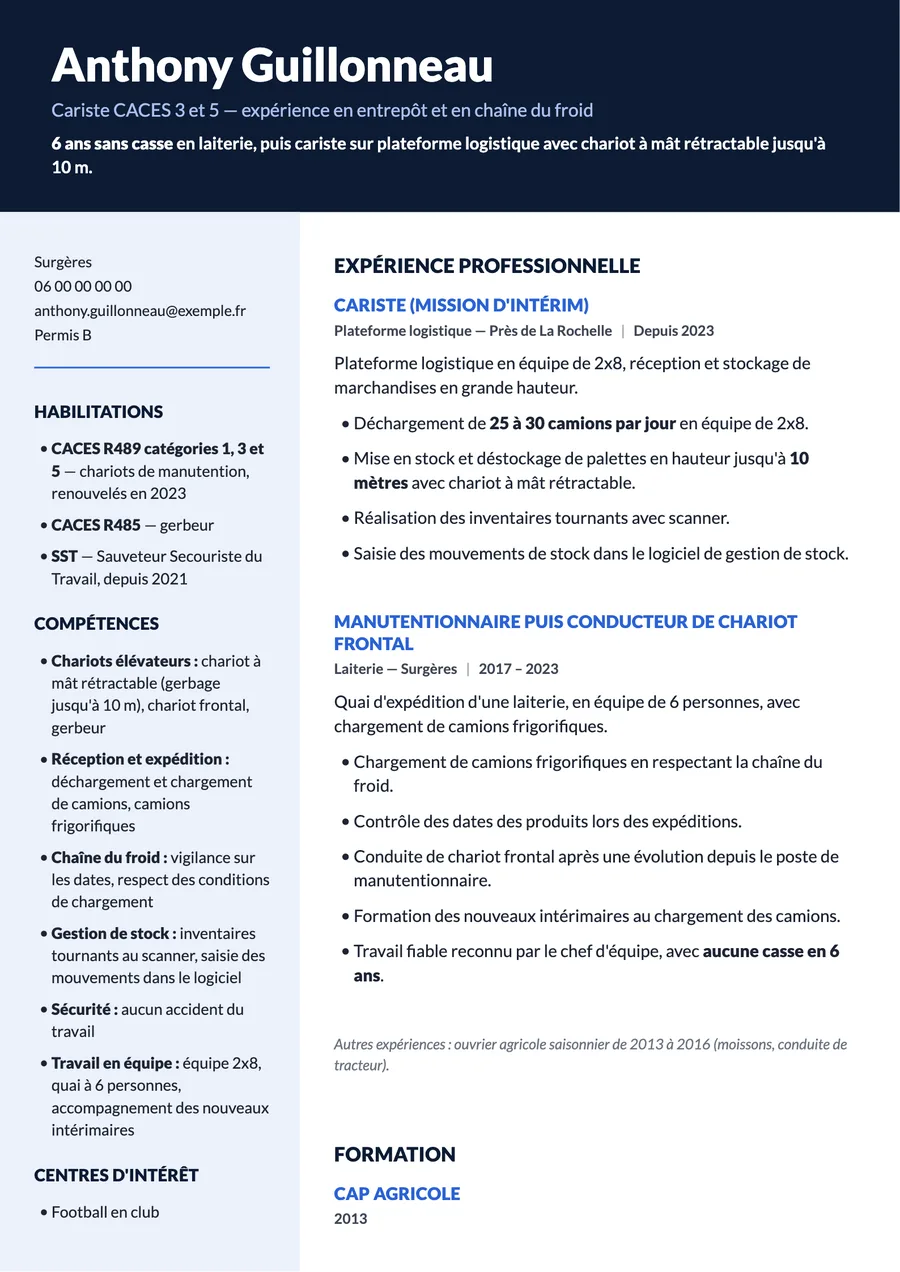 Anthony Guillonneau
Cariste CACES 3 et 5 — expérience en entrepôt et en chaîne du froid
6 ans sans casse en laiterie, puis cariste sur plateforme logistique avec chariot à mât rétractable jusqu'à
10 m.
Surgères
06 00 00 00 00
anthony.guillonneau@exemple.fr
Permis B
HABILITATIONS
• CACES R489 catégories 1, 3 et
5 — chariots de manutention,
renouvelés en 2023
• CACES R485 — gerbeur
• SST — Sauveteur Secouriste du
Travail, depuis 2021
COMPÉTENCES
• Chariots élévateurs : chariot à
mât rétractable (gerbage
jusqu'à 10 m), chariot frontal,
gerbeur
• Réception et expédition :
déchargement et chargement
de camions, camions
frigorifiques
• Chaîne du froid : vigilance sur
les dates, respect des conditions
de chargement
• Gestion de stock : inventaires
tournants au scanner, saisie des
mouvements dans le logiciel
• Sécurité : aucun accident du
travail
• Travail en équipe : équipe 2x8,
quai à 6 personnes,
accompagnement des nouveaux
intérimaires
CENTRES D'INTÉRÊT
• Football en club
EXPÉRIENCE PROFESSIONNELLE
CARISTE (MISSION D'INTÉRIM)
Plateforme logistique — Près de La Rochelle | Depuis 2023
Plateforme logistique en équipe de 2x8, réception et stockage de
marchandises en grande hauteur.
• Déchargement de 25 à 30 camions par jour en équipe de 2x8.
• Mise en stock et déstockage de palettes en hauteur jusqu'à 10
mètres avec chariot à mât rétractable.
• Réalisation des inventaires tournants avec scanner.
• Saisie des mouvements de stock dans le logiciel de gestion de stock.
MANUTENTIONNAIRE PUIS CONDUCTEUR DE CHARIOT
FRONTAL
Laiterie — Surgères | 2017 – 2023
Quai d'expédition d'une laiterie, en équipe de 6 personnes, avec
chargement de camions frigorifiques.
• Chargement de camions frigorifiques en respectant la chaîne du
froid.
• Contrôle des dates des produits lors des expéditions.
• Conduite de chariot frontal après une évolution depuis le poste de
manutentionnaire.
• Formation des nouveaux intérimaires au chargement des camions.
• Travail fiable reconnu par le chef d'équipe, avec aucune casse en 6
ans.
Autres expériences : ouvrier agricole saisonnier de 2013 à 2016 (moissons, conduite de
tracteur).
FORMATION
CAP AGRICOLE
2013